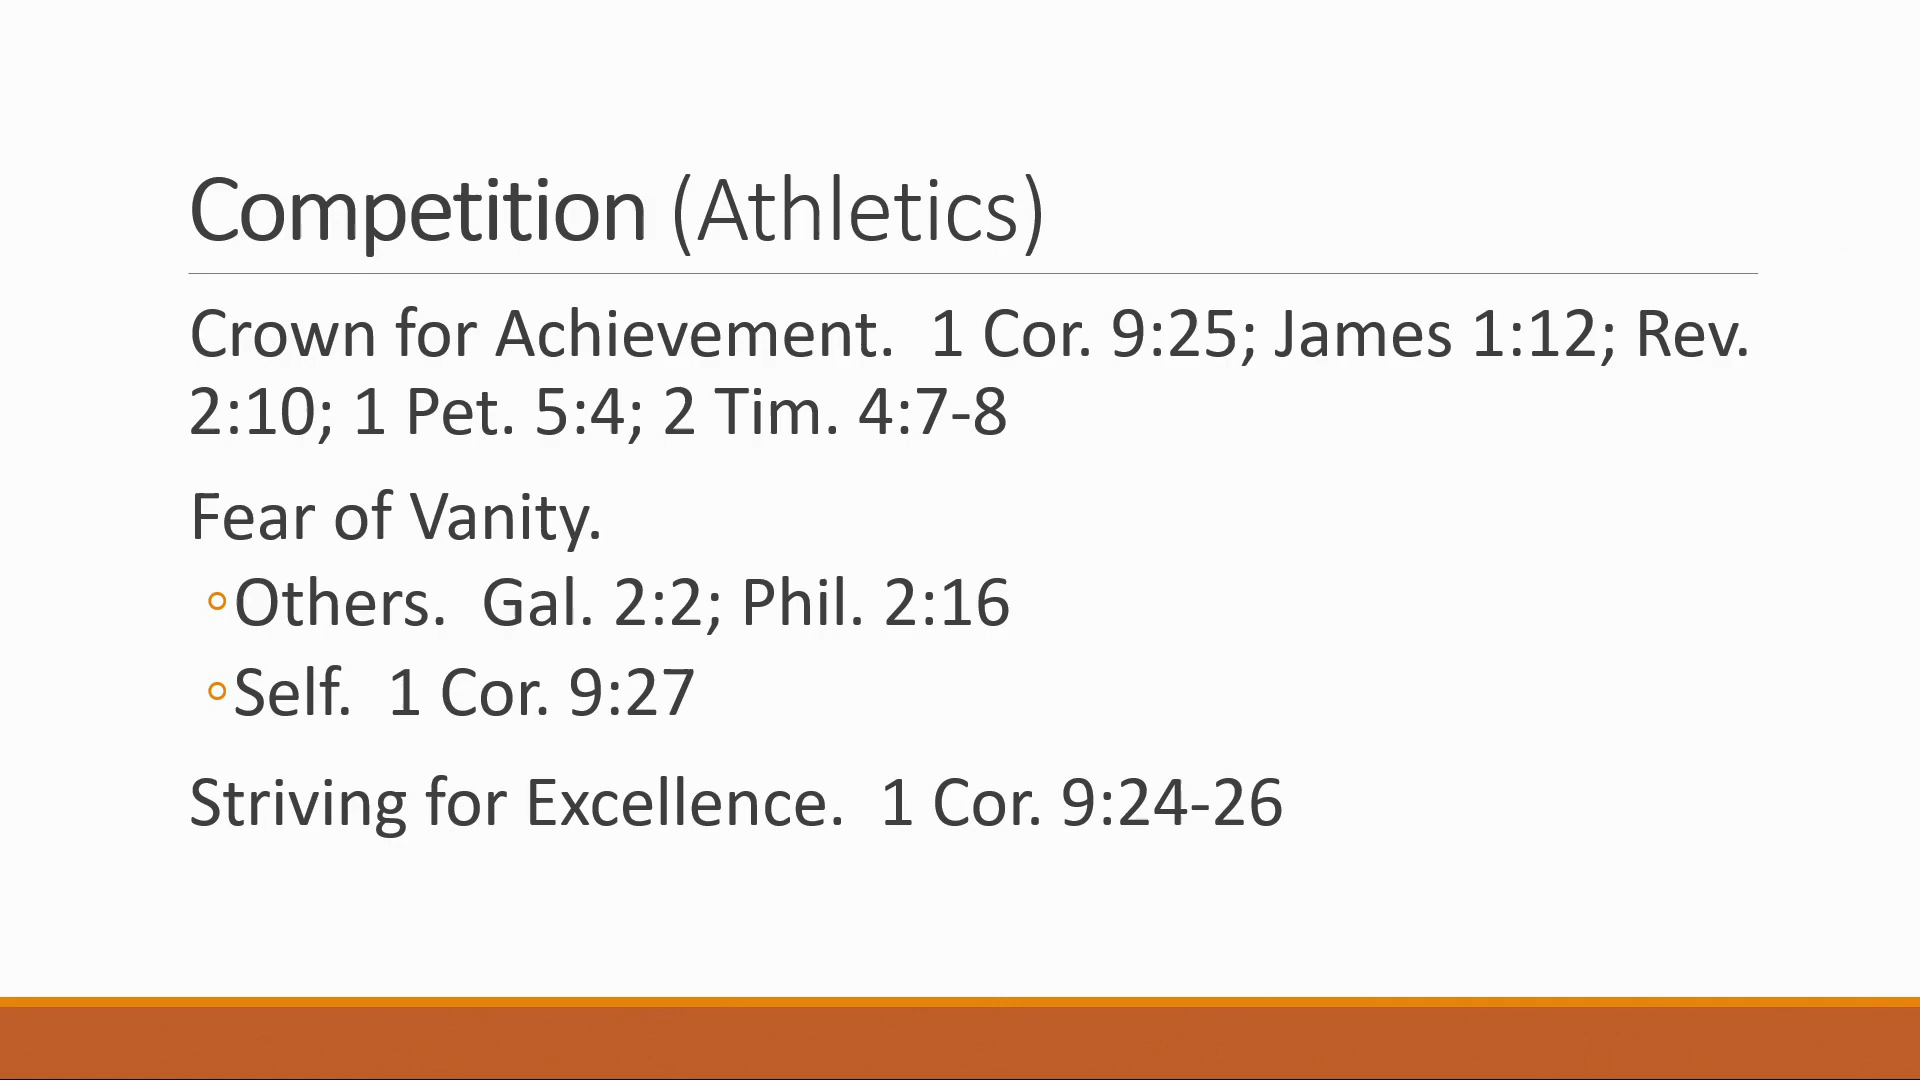 Competition (Athletics)
Crown for Achievement.  1 Cor. 9:25; James 1:12; Rev.
2:10; 1 Pet. 5:4; 2 Tim. 4:7-8
Fear of Vanity.
◦Others.  Gal. 2:2; Phil. 2:16
◦Self.  1 Cor. 9:27
Striving for Excellence.  1 Cor. 9:24-26